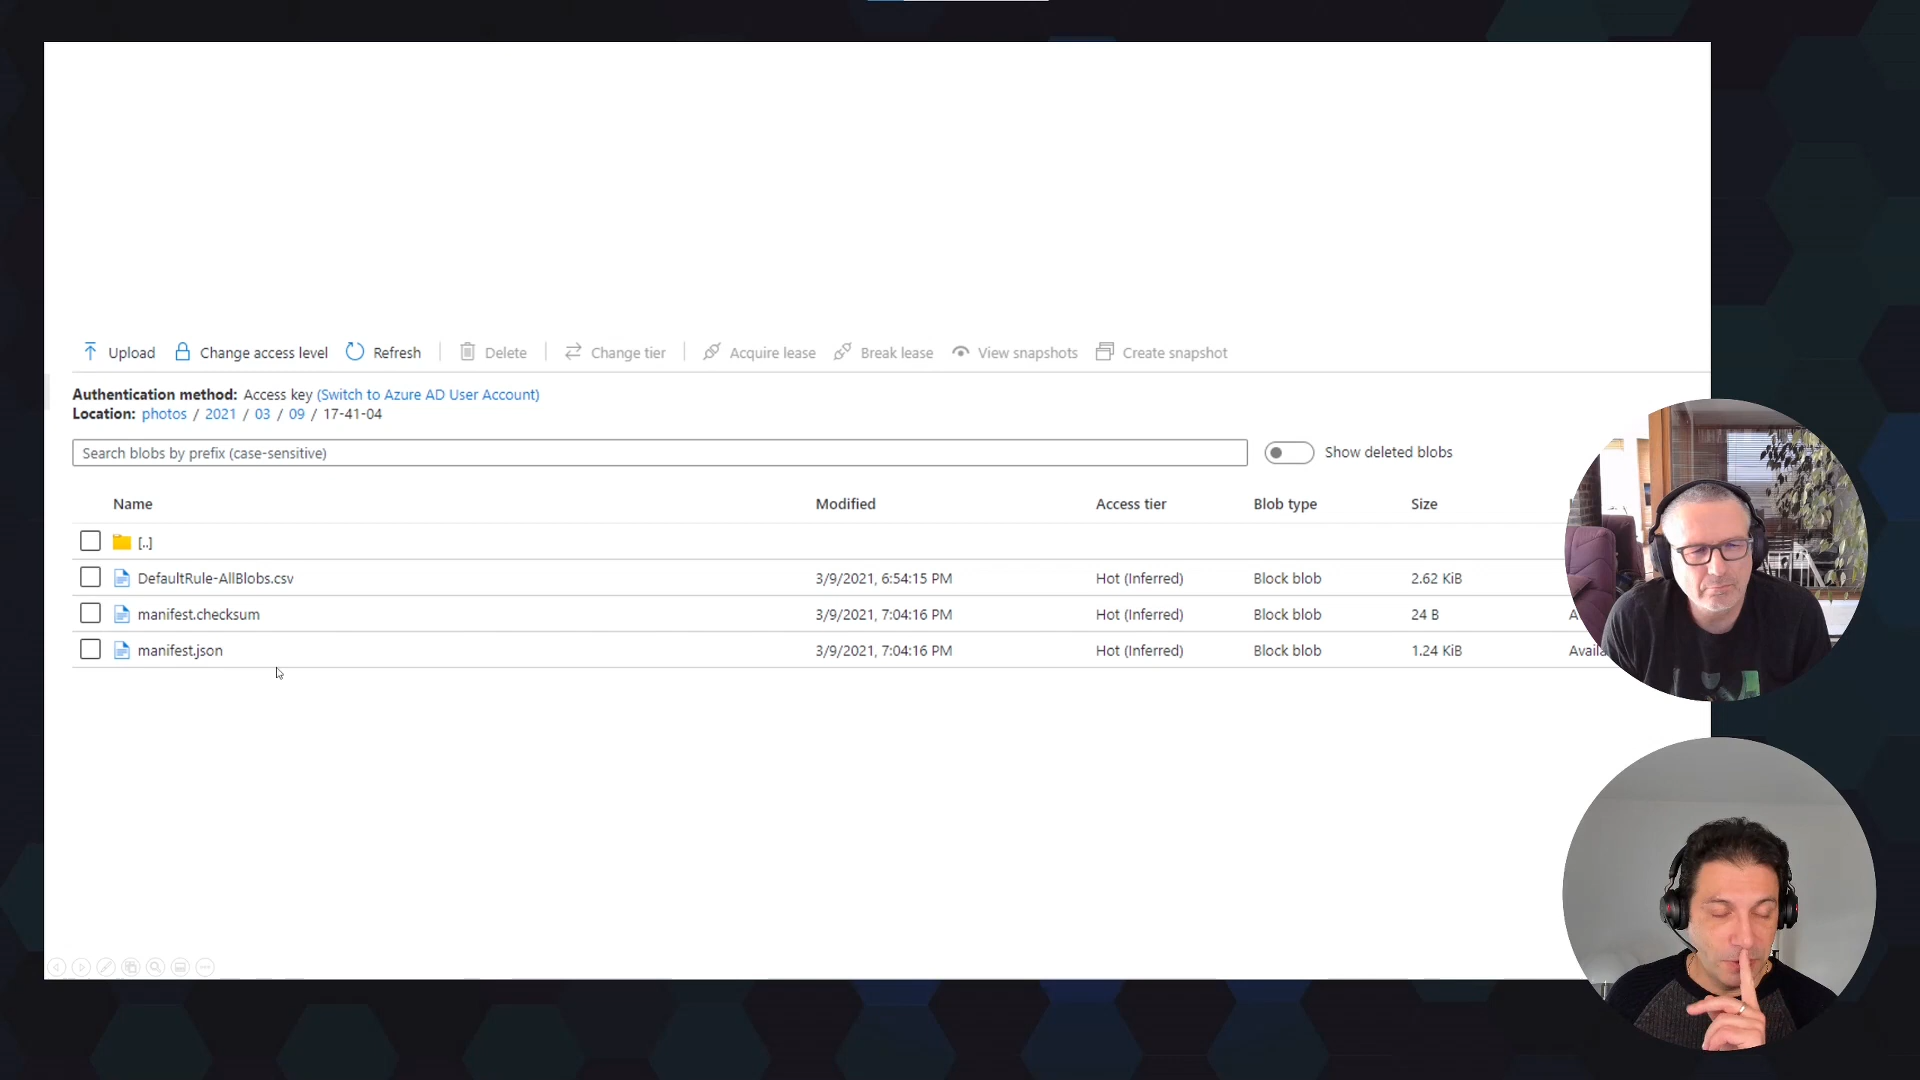 Upload Change access level Refresh Delete Change tier Acquire lease Break lease View snapshots Create snapshot
Authentication method: Access key (Switch to Azure AD User Account)
Location: photos / 2021 / 03 / 09 / 17-41-04
Search blobs by prefix (case-sensitive) Show deleted blobs
Name Modified Access tier Blob type Size
[..]
DefaultRule-AllBlobs.csv 3/9/2021, 6:54:15 PM Hot (Inferred) Block blob 2.62 KiB
manifest.checksum 3/9/2021, 7:04:16 PM Hot (Inferred) Block blob 24 B
manifest.json 3/9/2021, 7:04:16 PM Hot (Inferred) Block blob 1.24 KiB